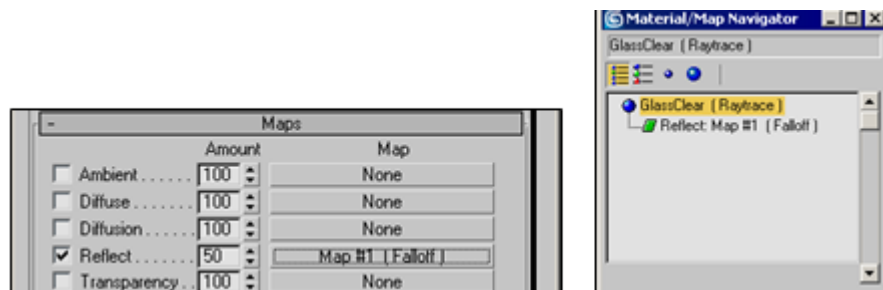 - Maps
Amount Map
Ambient . . . . . . 100 None
Diffuse . . . . . . . 100 None
Diffusion . . . . . . 100 None
Reflect . . . . . . . 50 Map #1 ( Falloff )
Transparency . . 100 None
Material/Map Navigator
GlassClear ( Raytrace )
GlassClear ( Raytrace )
Reflect: Map #1 ( Falloff )